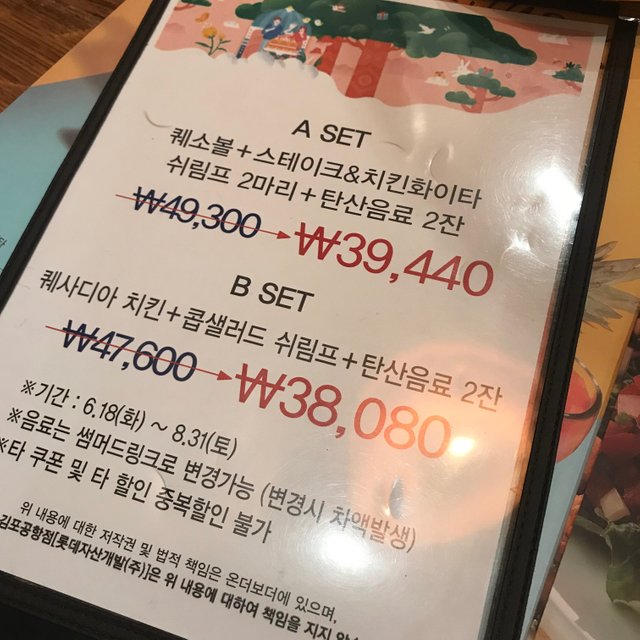 A SET
퀘소볼+스테이크&치킨화이타
쉬림프 2마리+탄산음료 2잔
₩49,300 → ₩39,440
B SET
퀘사디아 치킨+콥샐러드 쉬림프+탄산음료 2잔
₩47,600 → ₩38,080
※기간 : 6.18(화) ~ 8.31(토)
※음료는 썸머드링크로 변경가능 (변경시 차액발생)
※타 쿠폰 및 타 할인 중복할인 불가
위 내용에 대한 저작권 및 법적 책임은 온더보더에 있으며,
김포공항점[롯데자산개발(주)]은 위 내용에 대하여 책임을 지지